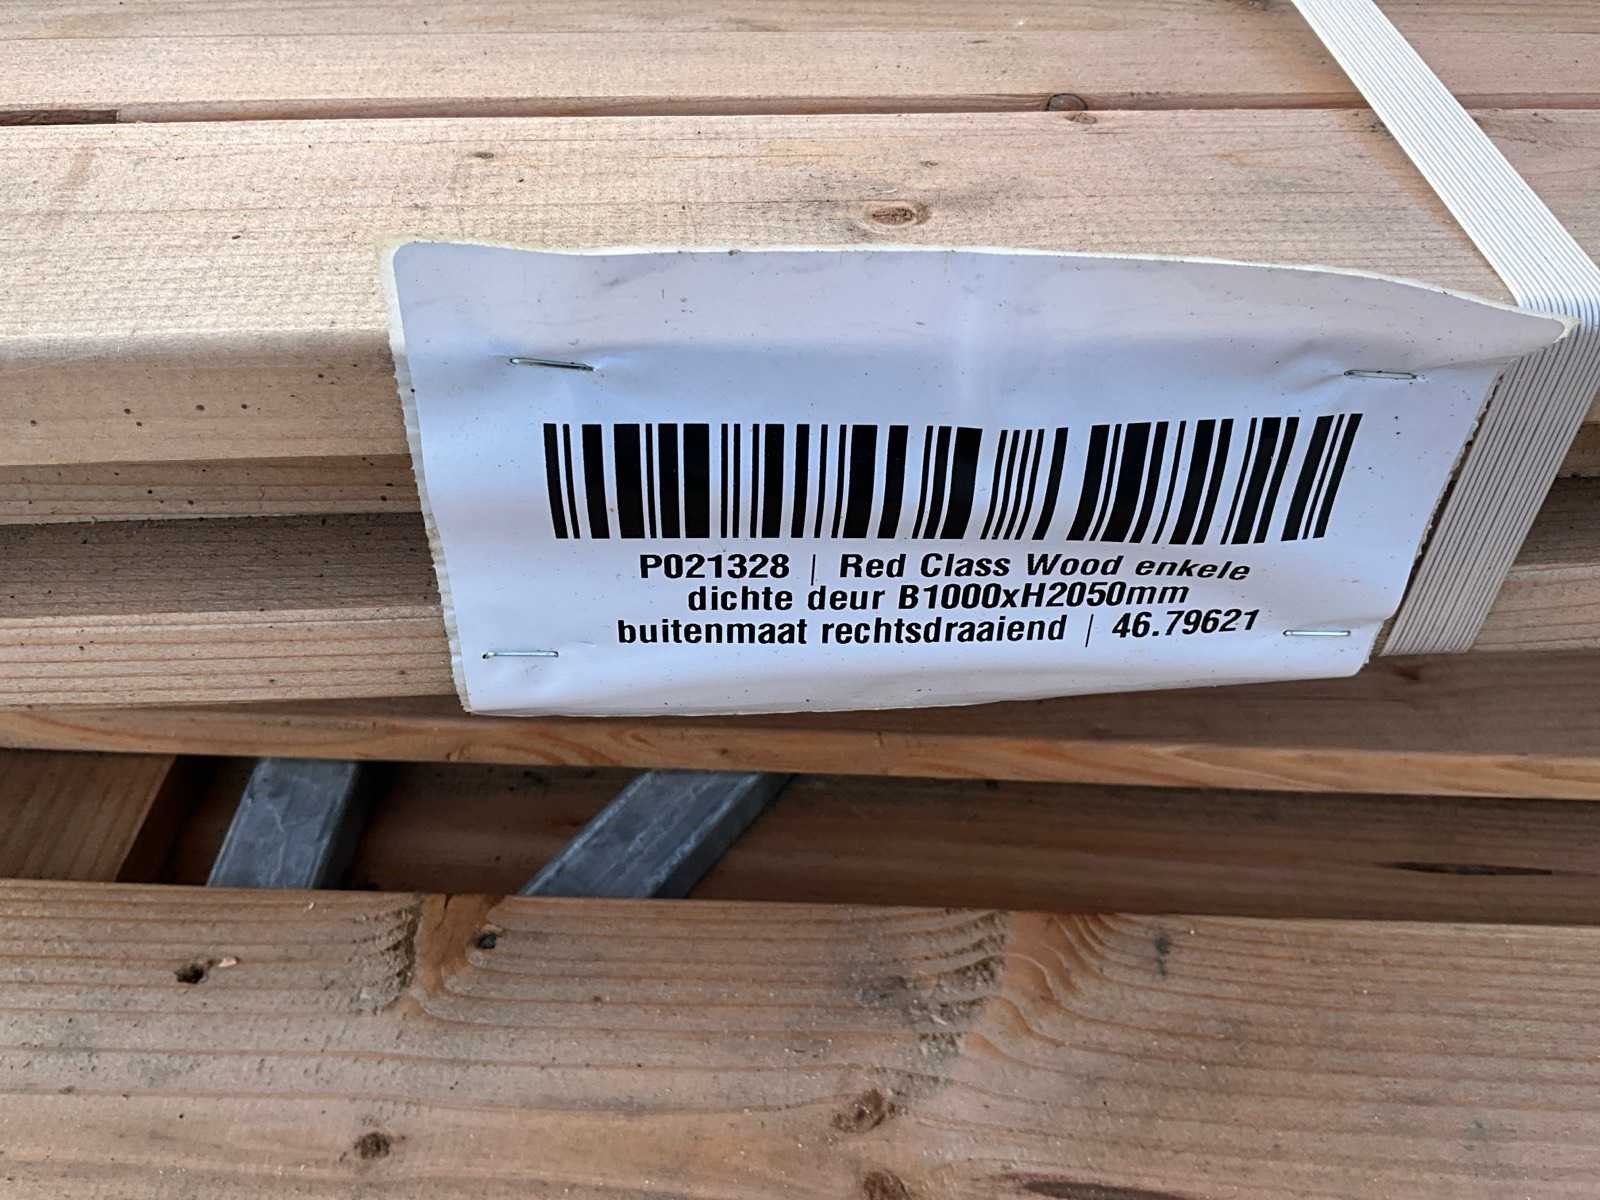 P021328 | Red Class Wood enkele
dichte deur B1000xH2050mm
buitenmaat rechtsdraaiend | 46.79621